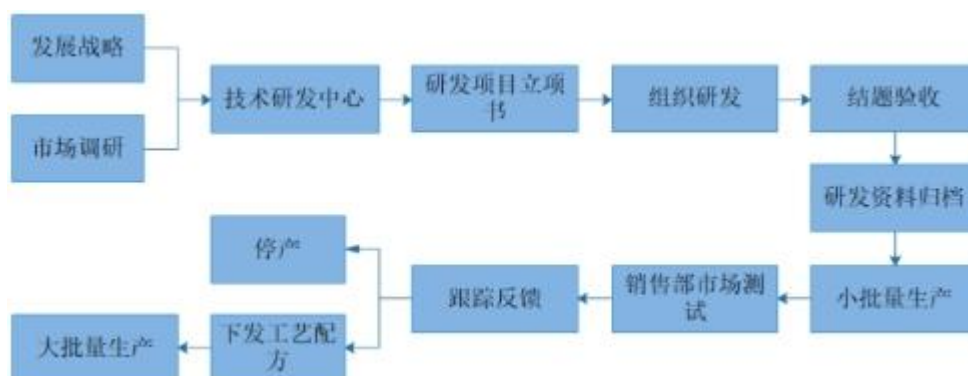 发展战略
市场调研
技术研发中心
研发项目立项
书
组织研发
结题验收
研发资料归档
小批量生产
销售部市场测
试
跟踪反馈
停产
下发工艺配
方
大批量生产